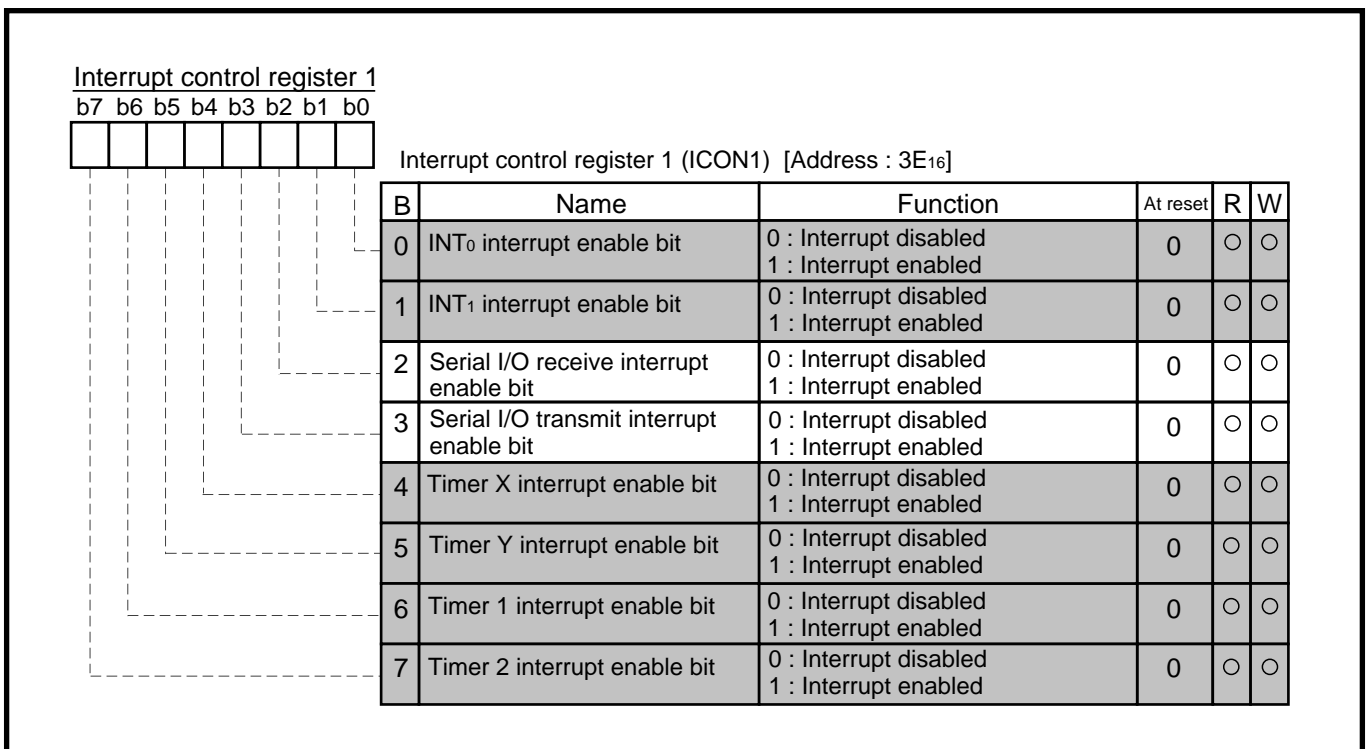 Interrupt control register 1
b7 b6 b5 b4 b3 b2 b1 b0
Interrupt control register 1 (ICON1) [Address : 3E16]
B Name Function At reset R W
0 INT0 interrupt enable bit 0 : Interrupt disabled 0 ○ ○
1 : Interrupt enabled
1 INT1 interrupt enable bit 0 : Interrupt disabled 0 ○ ○
1 : Interrupt enabled
2 Serial I/O receive interrupt 0 : Interrupt disabled 0 ○ ○
enable bit 1 : Interrupt enabled
3 Serial I/O transmit interrupt 0 : Interrupt disabled 0 ○ ○
enable bit 1 : Interrupt enabled
4 Timer X interrupt enable bit 0 : Interrupt disabled 0 ○ ○
1 : Interrupt enabled
5 Timer Y interrupt enable bit 0 : Interrupt disabled 0 ○ ○
1 : Interrupt enabled
6 Timer 1 interrupt enable bit 0 : Interrupt disabled 0 ○ ○
1 : Interrupt enabled
7 Timer 2 interrupt enable bit 0 : Interrupt disabled 0 ○ ○
1 : Interrupt enabled